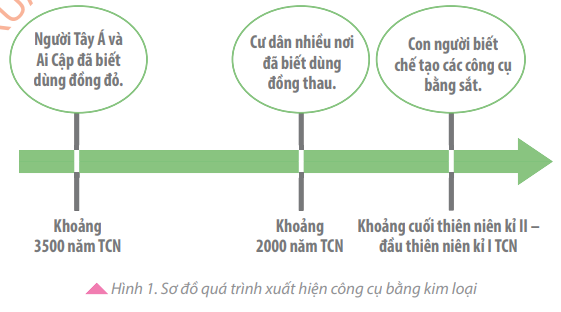 Người Tây Á và
Ai Cập đã biết
dùng đồng đỏ.
Cư dân nhiều nơi
đã biết dùng
đồng thau.
Con người biết
chế tạo các công cụ
bằng sắt.
Khoảng
3500 năm TCN
Khoảng
2000 năm TCN
Khoảng cuối thiên niên kỉ II –
đầu thiên niên kỉ I TCN
Hình 1. Sơ đồ quá trình xuất hiện công cụ bằng kim loại